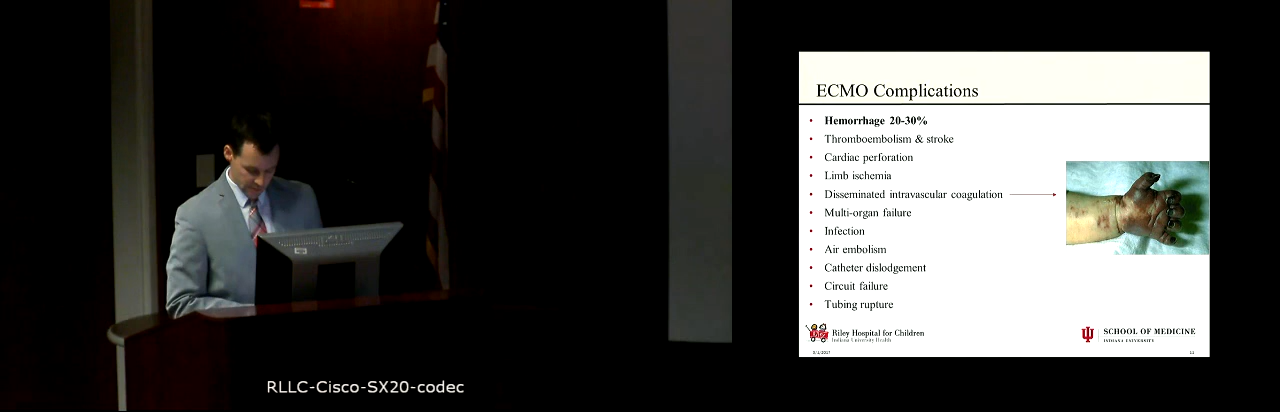 ECMO Complications
• Hemorrhage 20-30%
• Thromboembolism & stroke
• Cardiac perforation
• Limb ischemia
• Disseminated intravascular coagulation
• Multi-organ failure
• Infection
• Air embolism
• Catheter dislodgement
• Circuit failure
• Tubing rupture
Riley Hospital for Children
Indiana University Health
SCHOOL OF MEDICINE
INDIANA UNIVERSITY
11
RLLC-Cisco-SX20-codec